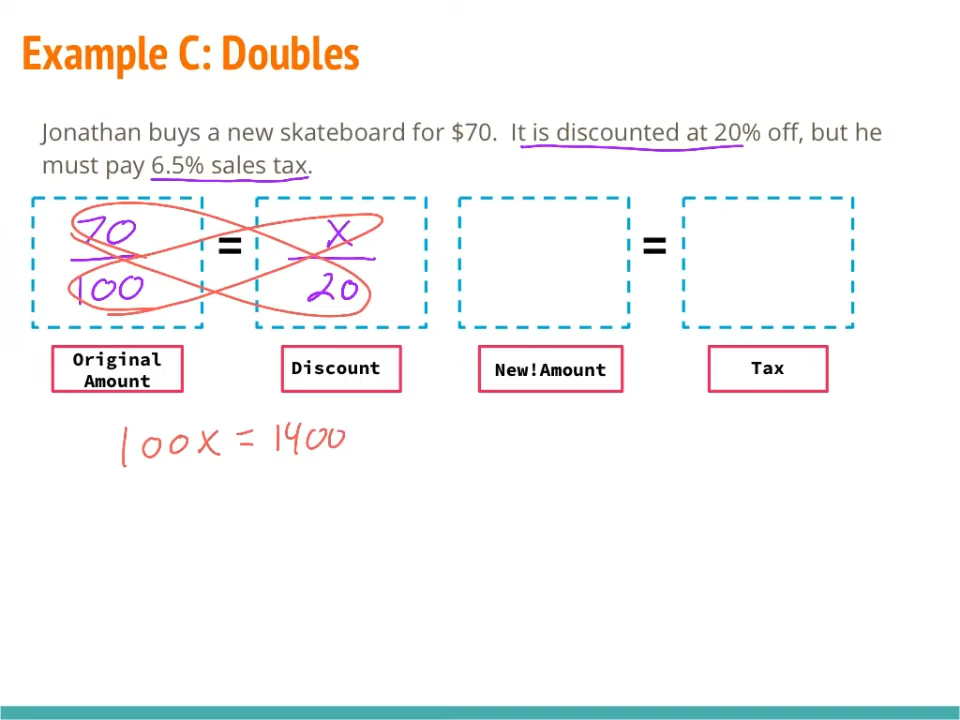 Example C: Doubles
Jonathan buys a new skateboard for $70. It is discounted at 20% off, but he
must pay 6.5% sales tax.
70 = x =
100 20
Original
Amount
Discount
New!Amount
Tax
100x = 1400